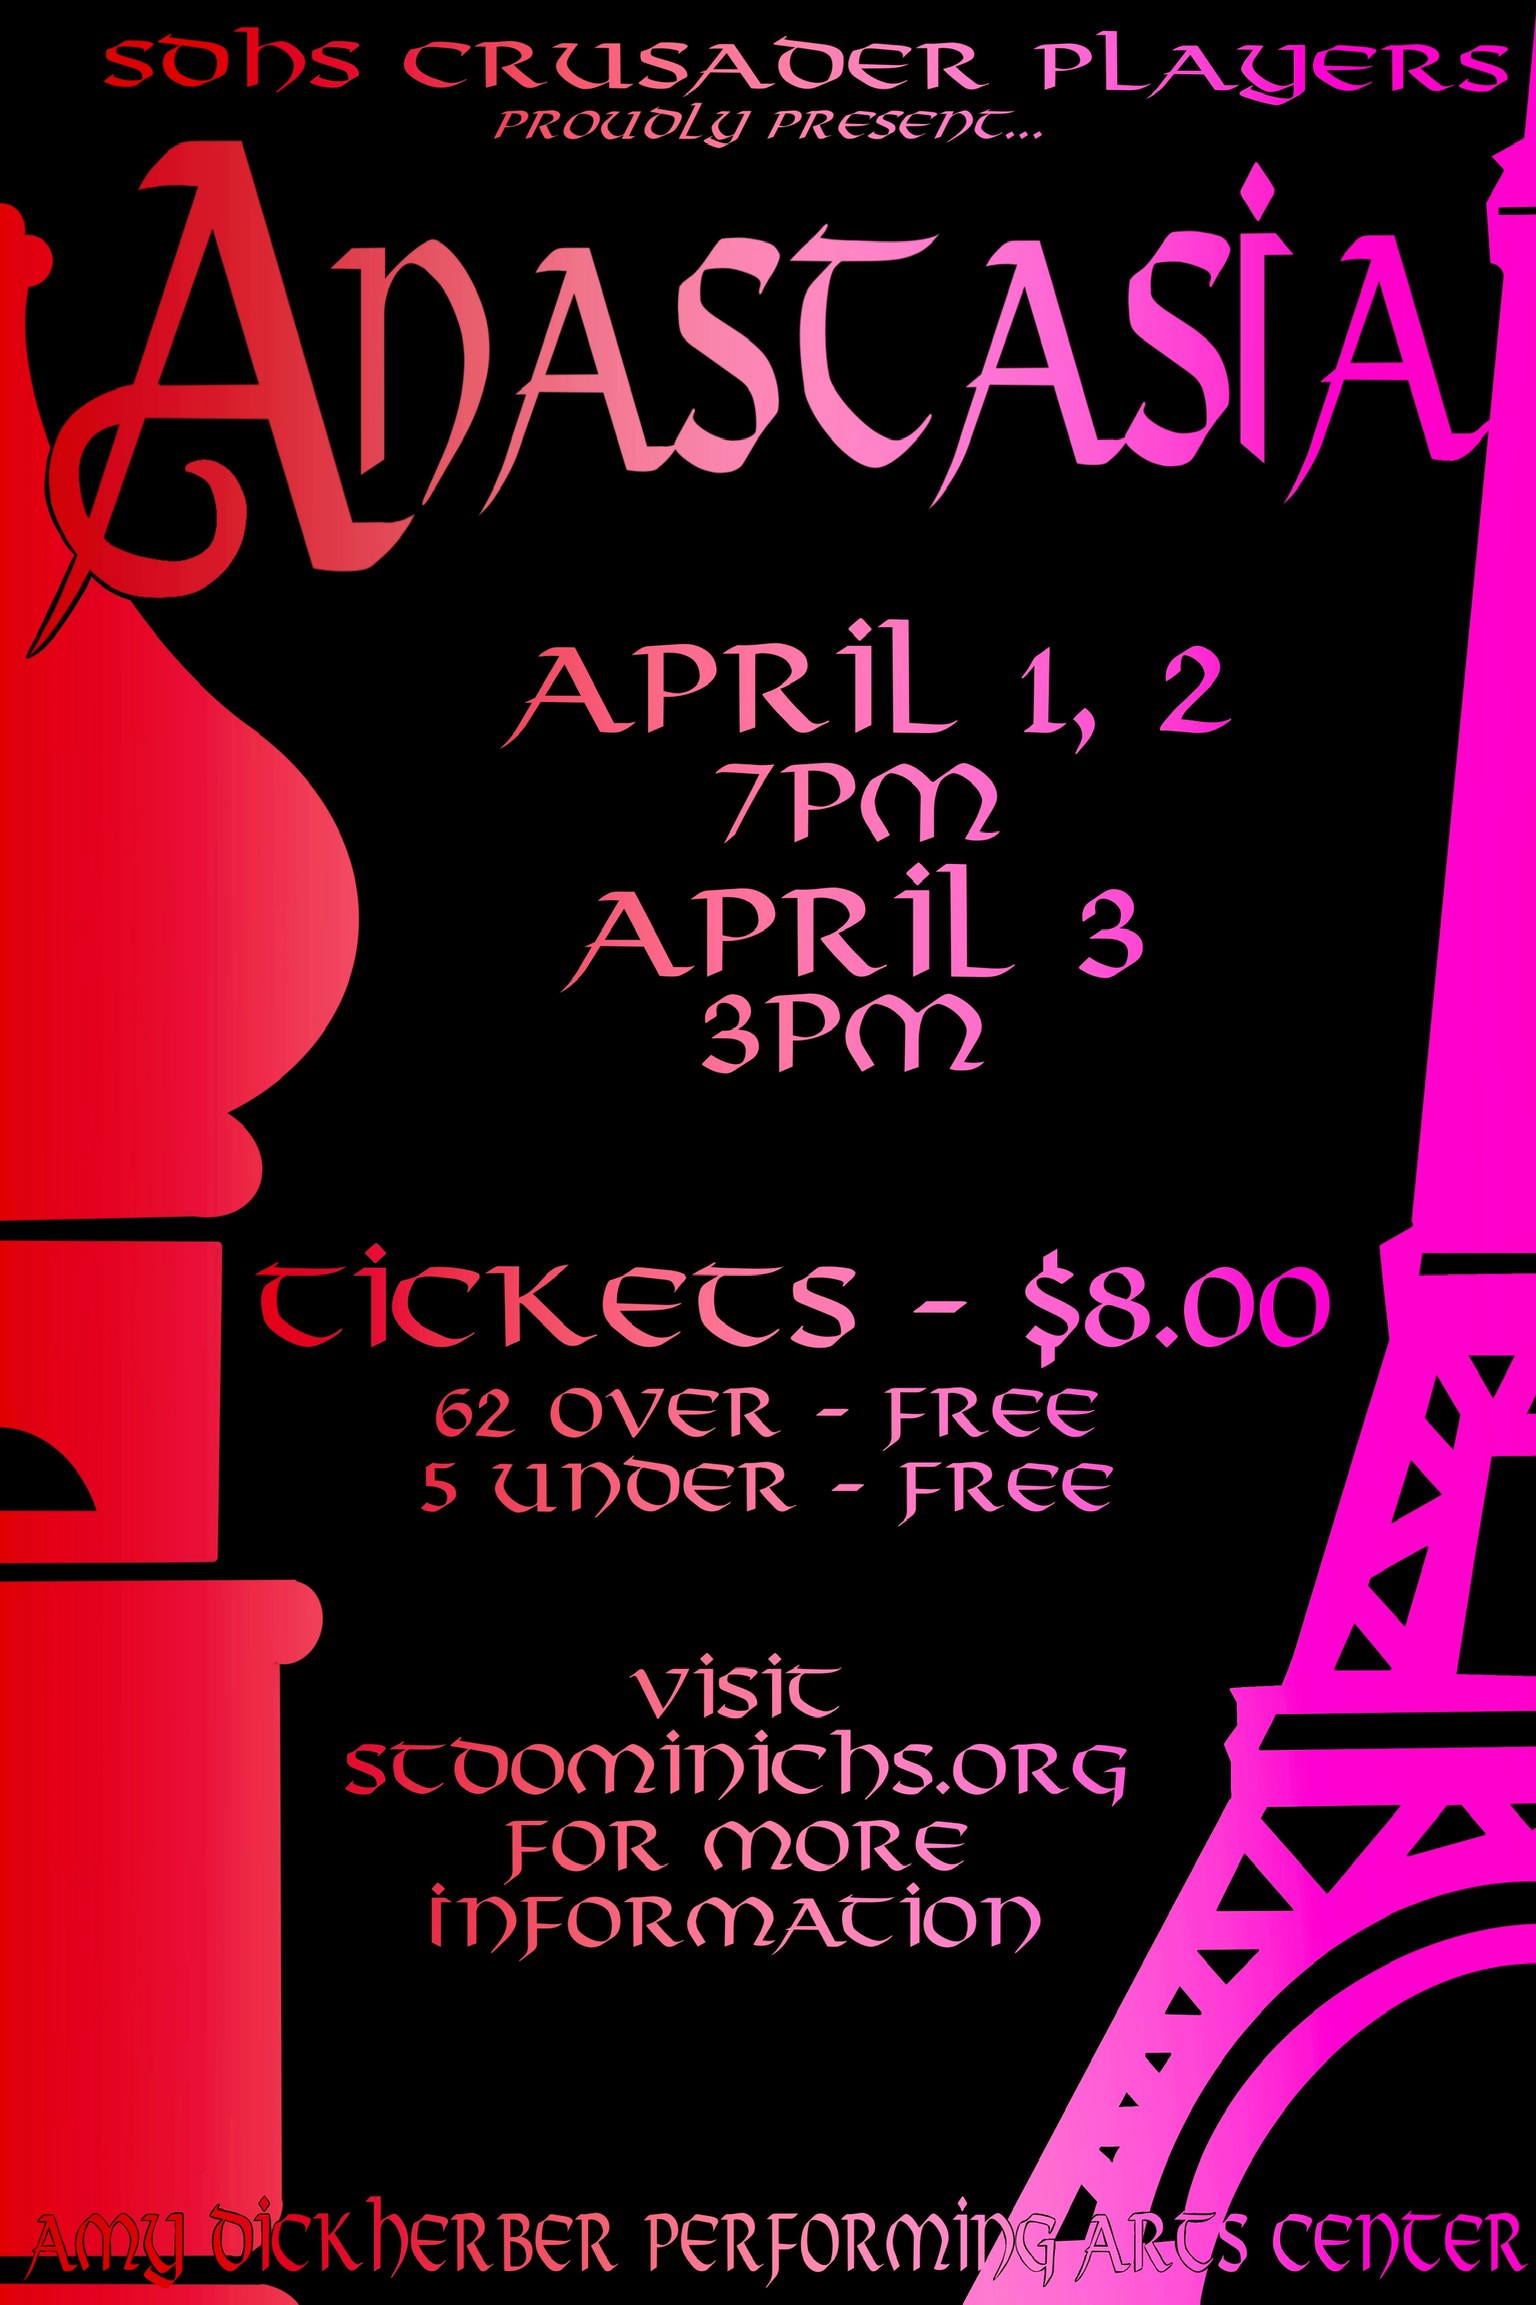 SDHS CRUSADER PLAYERS
PROUDLY PRESENT...
ANASTASIA
APRIL 1, 2
7PM
APRIL 3
3PM
TICKETS - $8.00
62 OVER - FREE
5 UNDER - FREE
VISIT
STDOMINICHS.ORG
FOR MORE
INFORMATION
AMY DICKHERBER PERFORMING ARTS CENTER